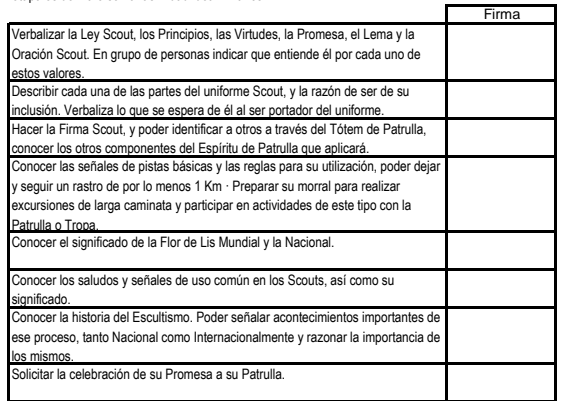 Firma
Verbalizar la Ley Scout, los Principios, las Virtudes, la Promesa, el Lema y la
Oración Scout. En grupo de personas indicar que entiende él por cada uno de
estos valores.
Describir cada una de las partes del uniforme Scout, y la razón de ser de su
inclusión. Verbaliza lo que se espera de él al ser portador del uniforme.
Hacer la Firma Scout, y poder identificar a otros a través del Tótem de Patrulla,
conocer los otros componentes del Espíritu de Patrulla que aplicará.
Conocer las señales de pistas básicas y las reglas para su utilización, poder dejar
y seguir un rastro de por lo menos 1 Km · Preparar su morral para realizar
excursiones de larga caminata y participar en actividades de este tipo con la
Patrulla o Tropa.
Conocer el significado de la Flor de Lis Mundial y la Nacional.
Conocer los saludos y señales de uso común en los Scouts, así como su
significado.
Conocer la historia del Escultismo. Poder señalar acontecimientos importantes de
ese proceso, tanto Nacional como Internacionalmente y razonar la importancia de
los mismos.
Solicitar la celebración de su Promesa a su Patrulla.